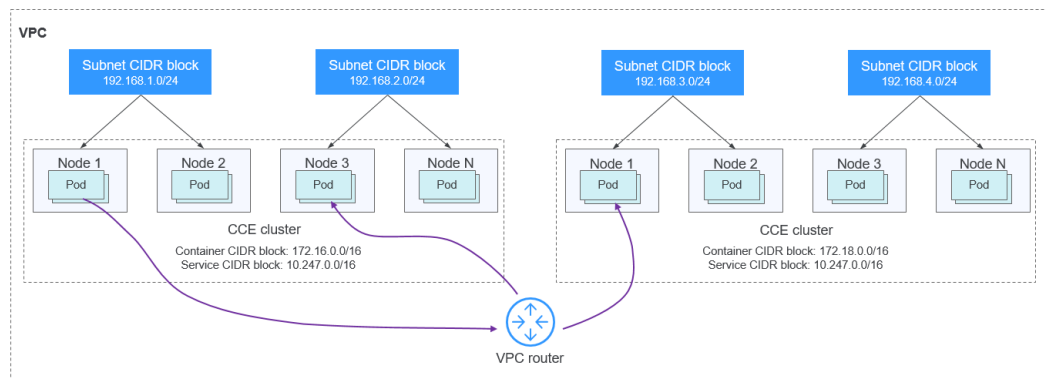 VPC
Subnet CIDR block
192.168.1.0/24
Subnet CIDR block
192.168.2.0/24
Subnet CIDR block
192.168.3.0/24
Subnet CIDR block
192.168.4.0/24
Node 1
Pod
Node 2
Pod
Node 3
Pod
Node N
Pod
CCE cluster
Container CIDR block: 172.16.0.0/16
Service CIDR block: 10.247.0.0/16
Node 1
Pod
Node 2
Pod
Node 3
Pod
Node N
Pod
CCE cluster
Container CIDR block: 172.18.0.0/16
Service CIDR block: 10.247.0.0/16
VPC router